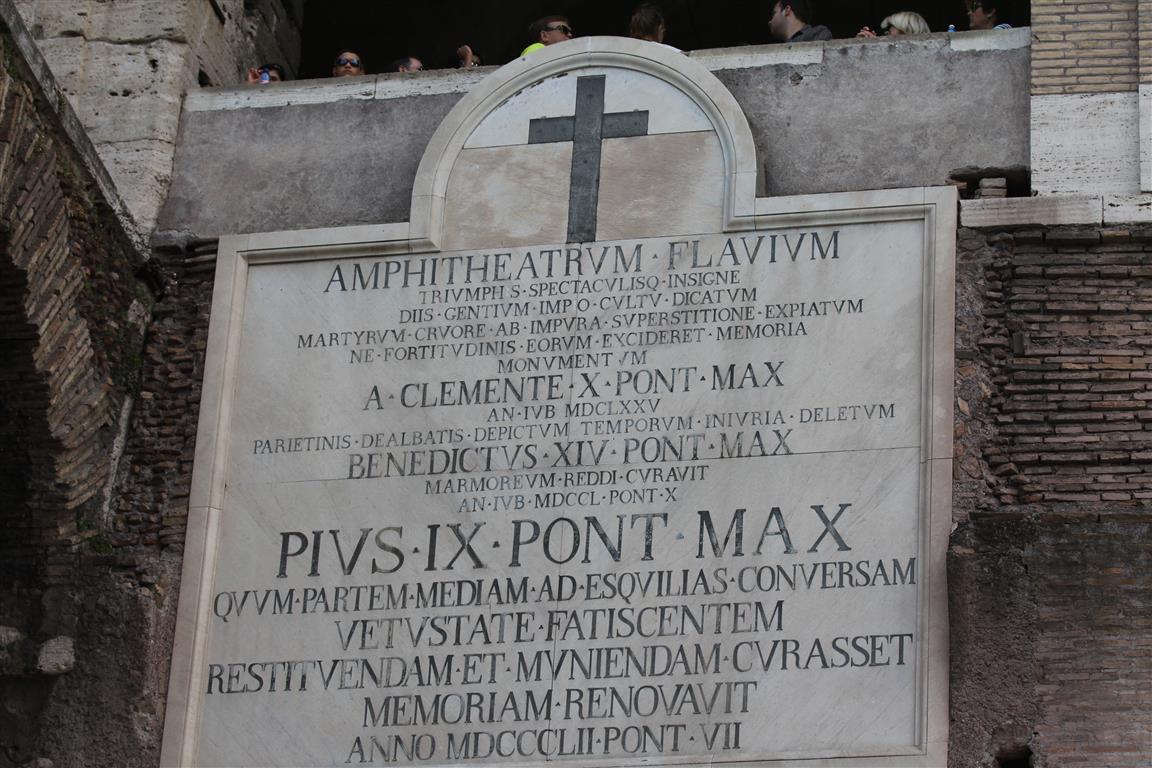 AMPHITHEATRVM · FLAVIVM
TRIVMPHIS · SPECTACVLISQ · INSIGNE
DIIS · GENTIVM · IMPIO · CVLTV · DICATVM
MARTYRVM · CRVORE · AB · IMPVRA · SVPERSTITIONE · EXPIATVM
NE · FORTITVDINIS · EORVM · EXCIDERET · MEMORIA
MONVMENTVM
A · CLEMENTE · X · PONT · MAX
AN · IVB MDCLXXV
PARIETINIS · DEALBATIS · DEPICTVM TEMPORVM · INIVRIA · DELETVM
BENEDICTVS · XIV · PONT · MAX
MARMOREVM · REDDI · CVRAVIT
AN · IVB · MDCCL · PONT · X
PIVS · IX · PONT · MAX
QVVM · PARTEM · MEDIAM · AD · ESQVILIAS · CONVERSAM
VETVSTATE · FATISCENTEM
RESTITVENDAM · ET · MVNIENDAM · CVRASSET
MEMORIAM · RENOVAVIT
ANNO MDCCCLII · PONT · VII